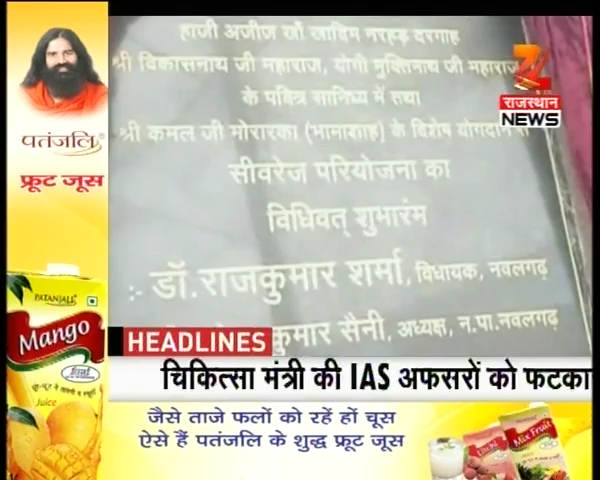 हाजी अजीज खाँ खादिम नरहड़ दरगाह
श्री विकासनाथ जी महाराज, योगी मुक्तिनाथ जी महाराज
के पवित्र सानिध्य में तथा
श्री कमल जी मोरारका (भामाशाह) के विशेष योगदान
सीवरेज परियोजना का
विधिवत् शुभारंम
:- डॉ.राजकुमार शर्मा, विधायक, नवलगढ़
कुमार सैनी, अध्यक्ष, न.पा.नवलगढ़
राजस्थान
NEWS
पतंजलि®
फ्रूट जूस
PATANJALI
Mango
Juice
HEADLINES
चिकित्सा मंत्री की IAS अफसरों को फटका
जैसे ताजे फलों को रहें हों चूस
ऐसे हैं पतंजलि के शुद्ध फ्रूट जूस
Litchi
Mix Fruit